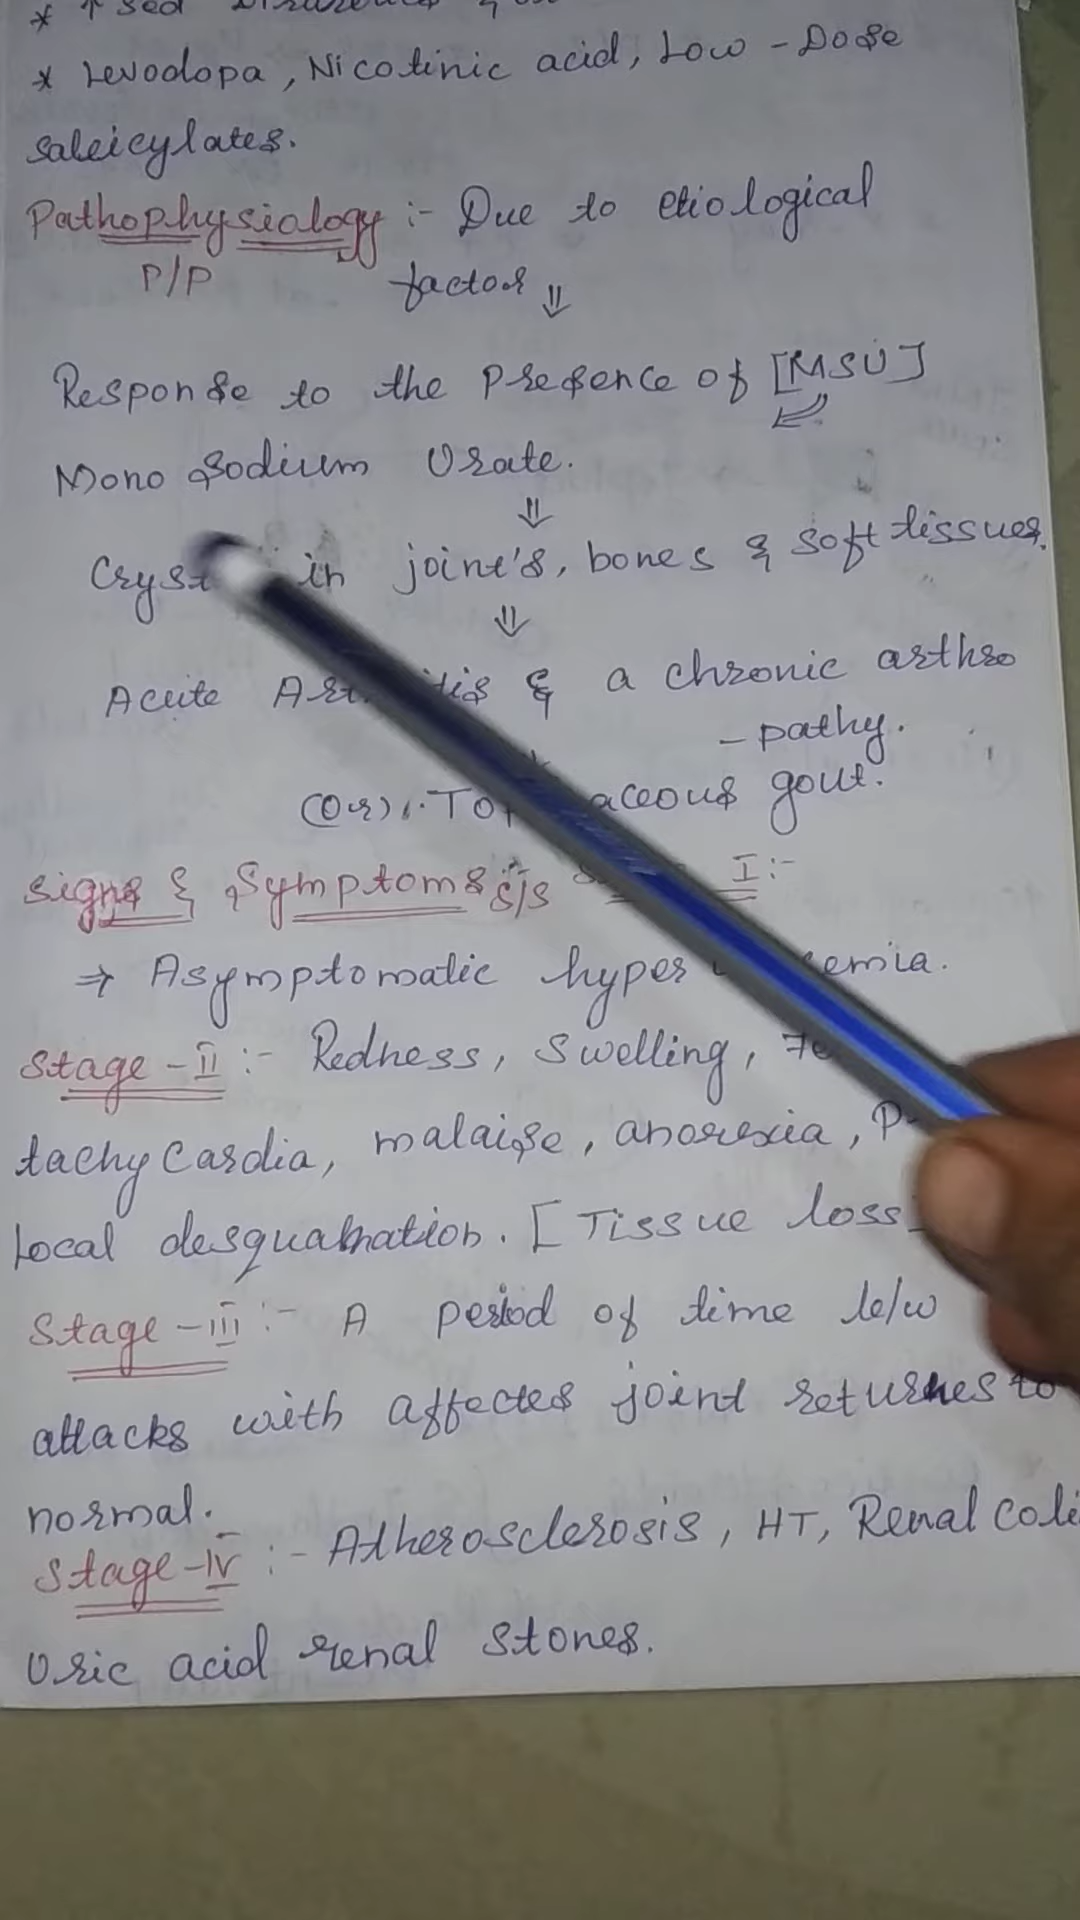 * Levodopa, Nicotinic acid, Low - Dose
saleicylates.
Pathophysiology :- Due to etiological
P/P factor ⇓
Response to the presence of [MSU]
Mono Sodium Urate.
⇓
in joint's, bones & soft tissues.
⇓
Acute & a chronic arthro
- pathy.
(Or) gout.
Signs & Symptoms S/S I :-
⇒ Asymptomatic hyper
Stage - II :- Redness, Swelling,
tachycardia, malaise, anorexia,
Local desquamation. [Tissue loss
Stage - III :- A period of time b/w
attacks with affected joint returnes to
normal.
Stage - IV :- Atherosclerosis, HT, Renal
Uric acid renal stones.